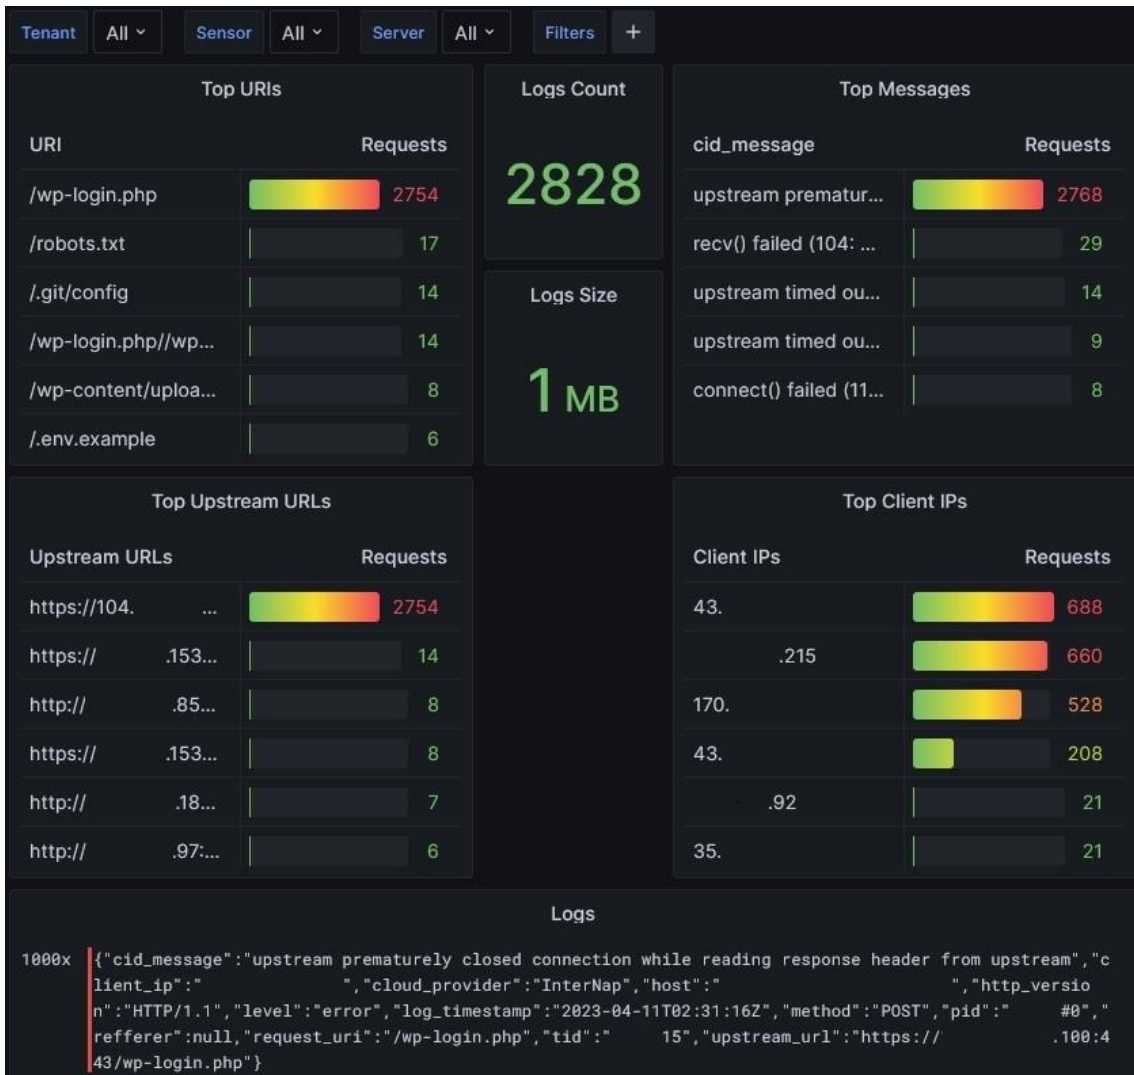 Tenant All Sensor All Server All Filters +
Top URIs
URI Requests
/wp-login.php 2754
/robots.txt 17
/.git/config 14
/wp-login.php//wp... 14
/wp-content/uploa... 8
/.env.example 6
Logs Count
2828
Logs Size
1 MB
Top Messages
cid_message Requests
upstream prematur... 2768
recv() failed (104: ... 29
upstream timed ou... 14
upstream timed ou... 9
connect() failed (11... 8
Top Upstream URLs
Upstream URLs Requests
https://104. ... 2754
https:// .153... 14
http:// .85... 8
https:// .153... 8
http:// .18... 7
http:// .97:... 6
Top Client IPs
Client IPs Requests
43. 688
.215 660
170. 528
43. 208
.92 21
35. 21
Logs
1000x {"cid_message":"upstream prematurely closed connection while reading response header from upstream","c
lient_ip":" ","cloud_provider":"InterNap","host":" ","http_versio
n":"HTTP/1.1","level":"error","log_timestamp":"2023-04-11T02:31:16Z","method":"POST","pid":" #0","
refferer":null,"request_uri":"/wp-login.php","tid":" 15","upstream_url":"https:// .100:4
43/wp-login.php"}